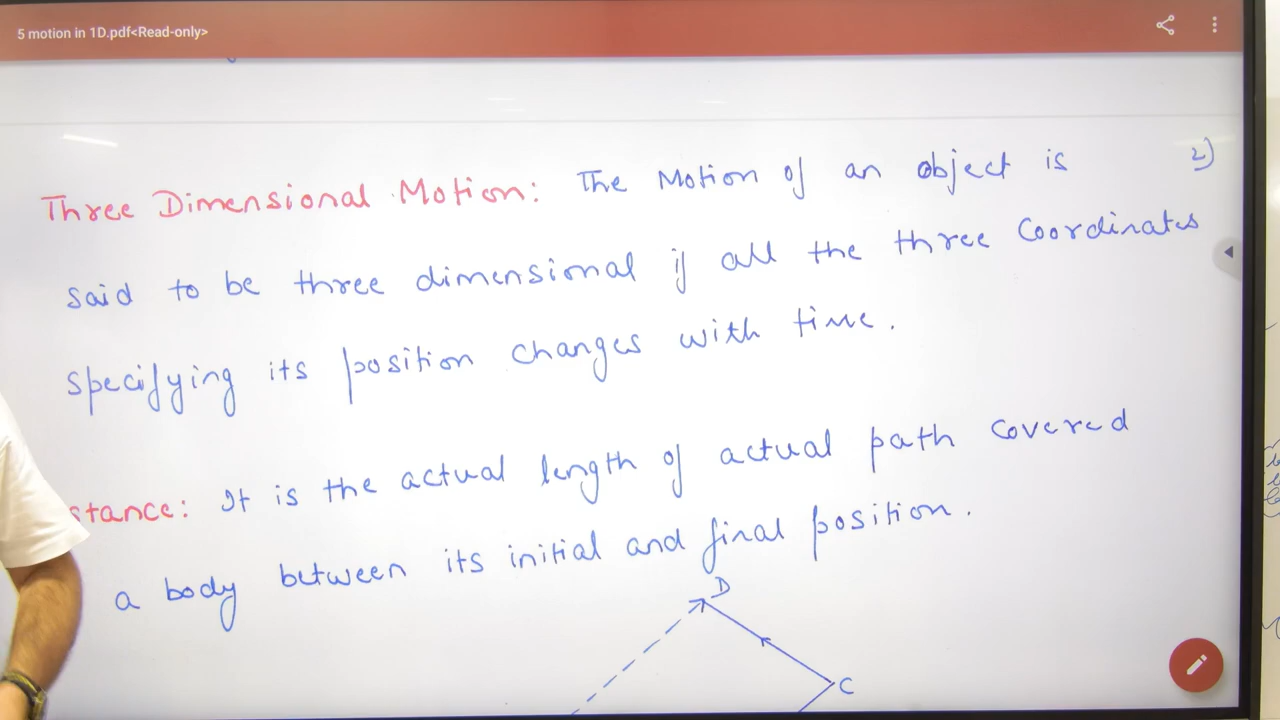 5 motion in 1D.pdf<Read-only>
2)
Three Dimensional Motion: The Motion of an object is
said to be three dimensional if all the three Coordinates
specifying its position changes with time.
stance: It is the actual length of actual path covered
a body between its initial and final position.
D
C